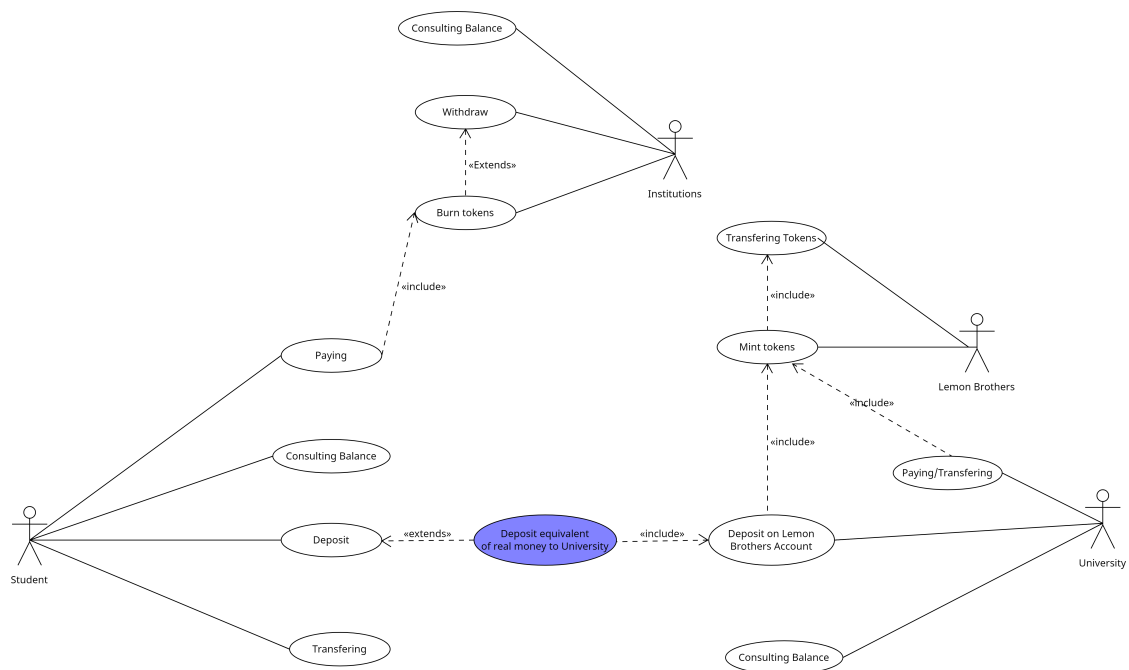 Consulting Balance
Withdraw
«Extends»
Institutions
Burn tokens
Transfering Tokens
«include»
«include»
Mint tokens
Paying
Lemon Brothers
«include»
«include»
Consulting Balance
Paying/Transfering
Deposit
«extends»
Deposit equivalent
of real money to University
«include»
Deposit on Lemon
Brothers Account
University
Student
Transfering
Consulting Balance